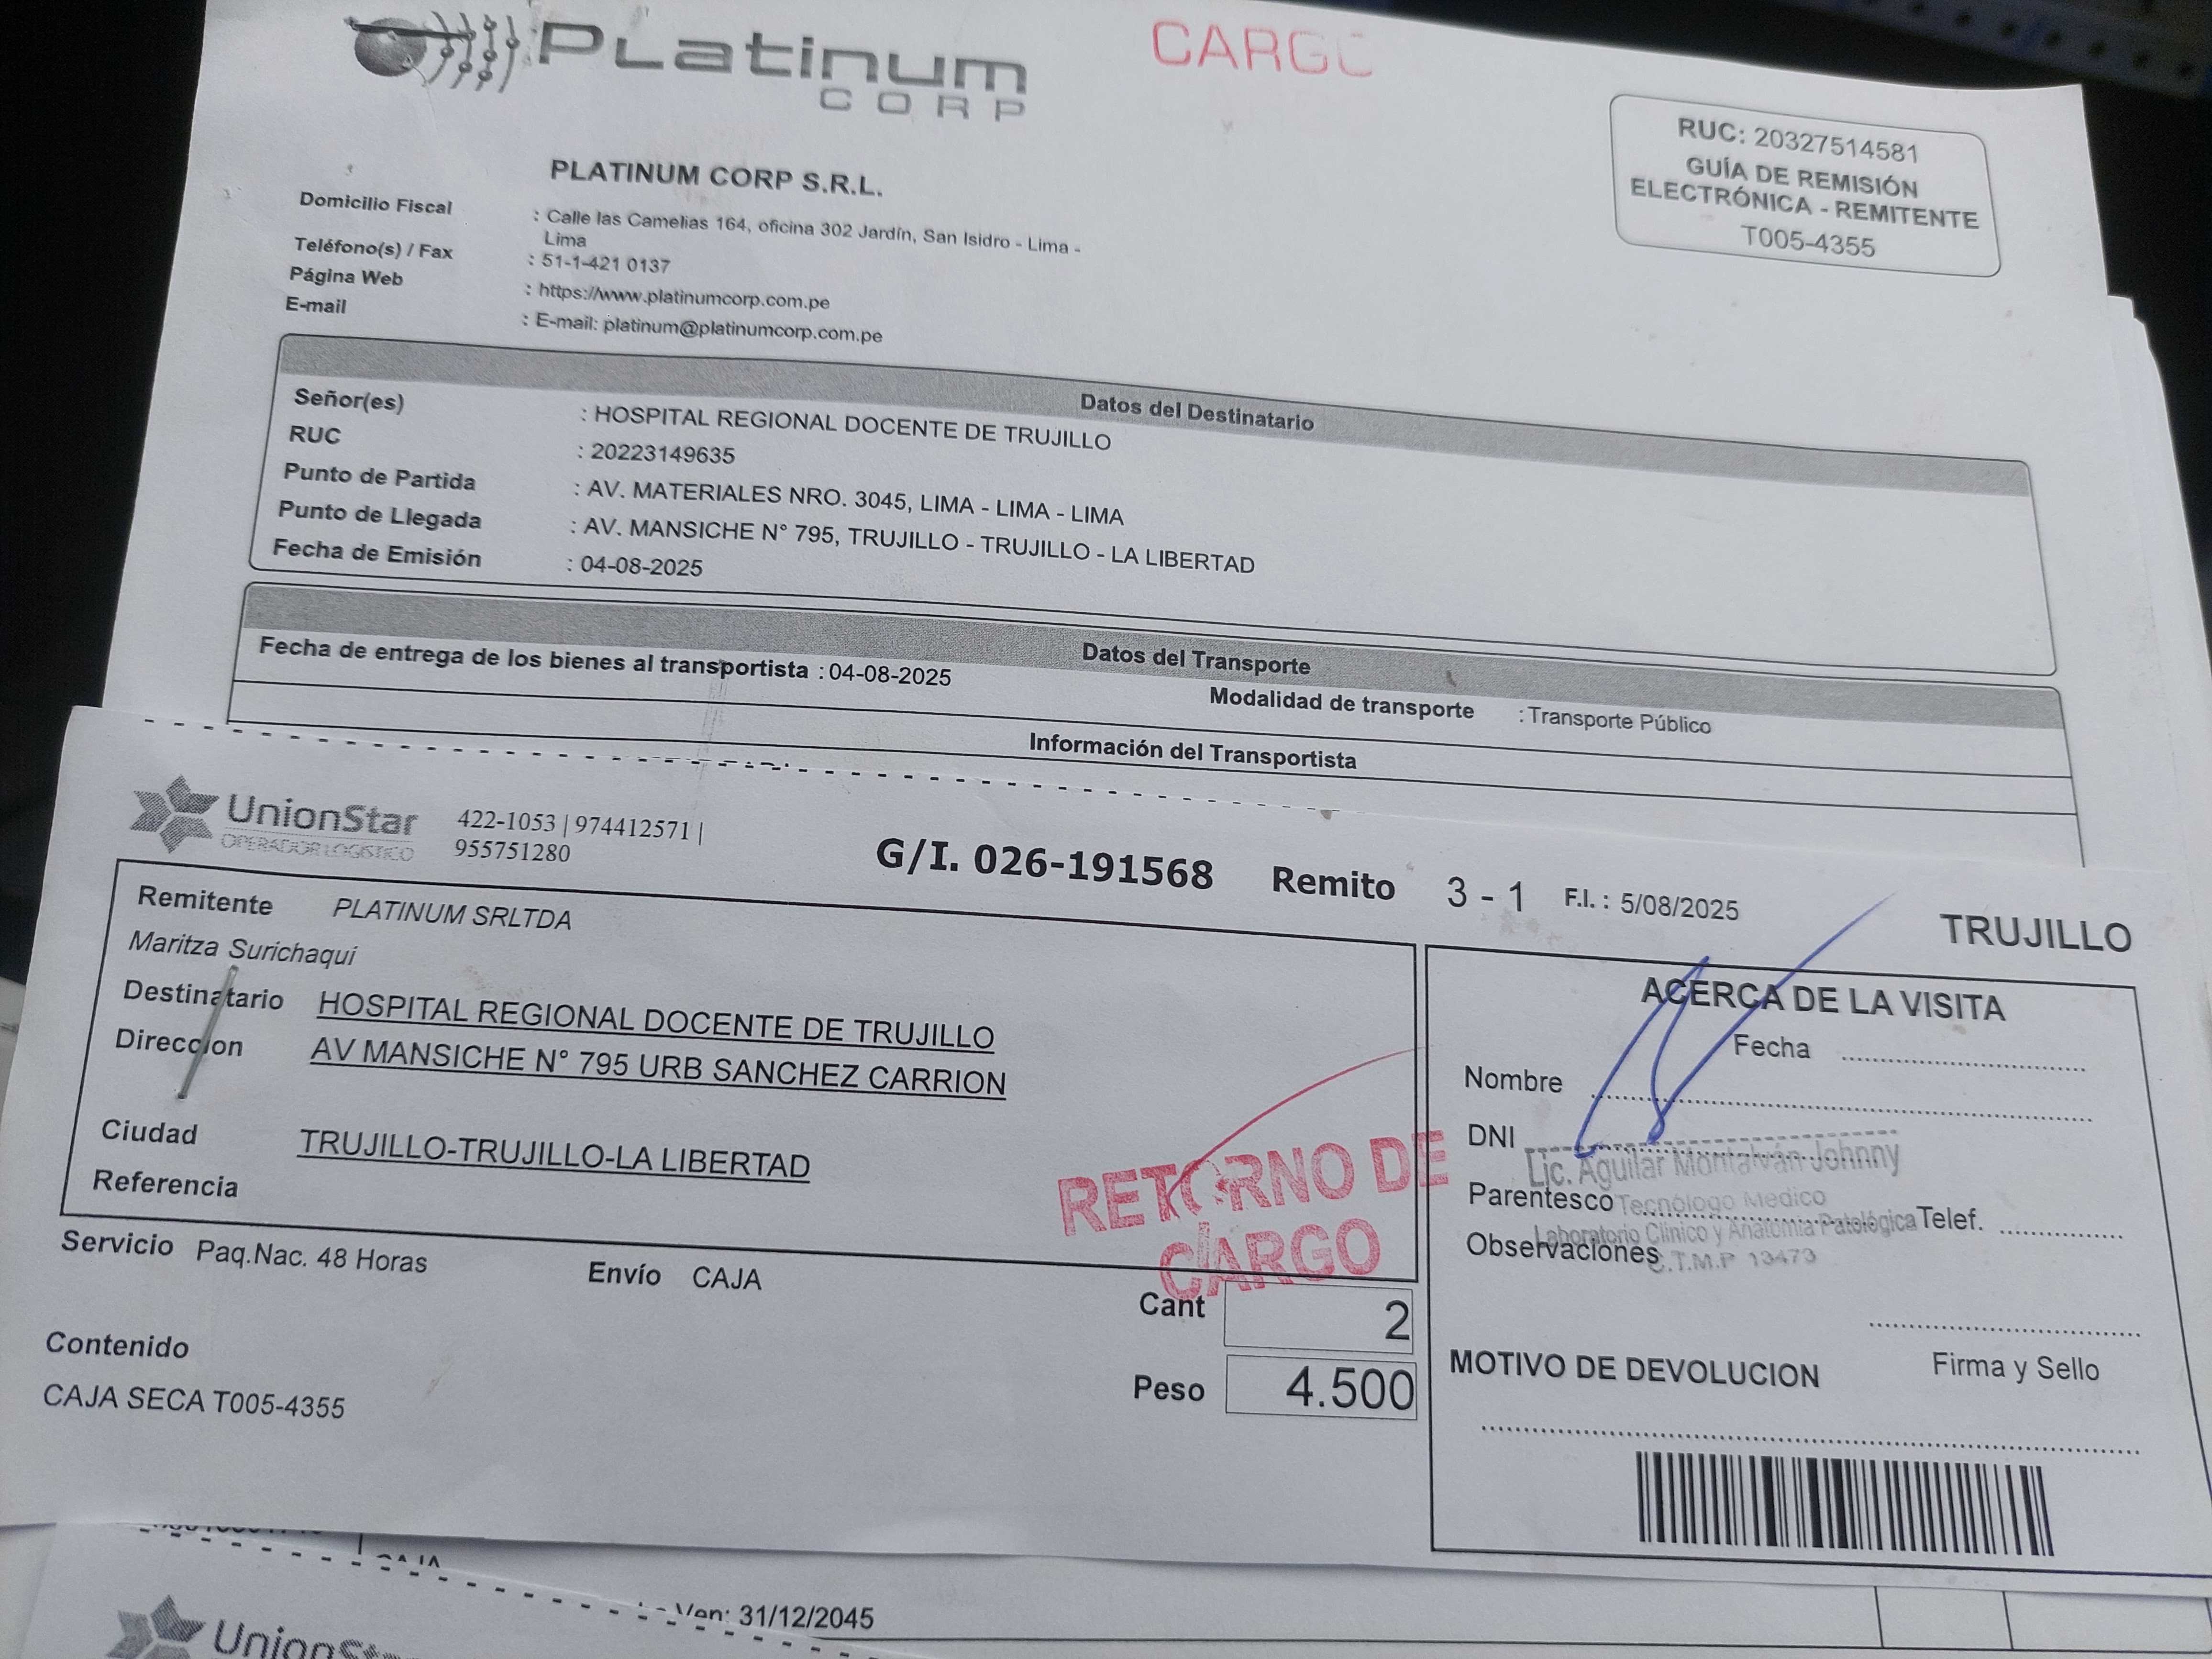 Platinum
CORP
CARGO
RUC: 20327514581
GUÍA DE REMISIÓN
ELECTRÓNICA - REMITENTE
T005-4355
PLATINUM CORP S.R.L.
Domicilio Fiscal : Calle las Camelias 164, oficina 302 Jardín, San Isidro - Lima -
Lima
Teléfono(s) / Fax : 51-1-421 0137
Página Web : https://www.platinumcorp.com.pe
E-mail : E-mail: platinum@platinumcorp.com.pe
Datos del Destinatario
Señor(es) : HOSPITAL REGIONAL DOCENTE DE TRUJILLO
RUC : 20223149635
Punto de Partida : AV. MATERIALES NRO. 3045, LIMA - LIMA - LIMA
Punto de Llegada : AV. MANSICHE N° 795, TRUJILLO - TRUJILLO - LA LIBERTAD
Fecha de Emisión : 04-08-2025
Datos del Transporte
Fecha de entrega de los bienes al transportista : 04-08-2025 Modalidad de transporte : Transporte Público
Información del Transportista
UnionStar
OPERADOR LOGISTICO
422-1053 | 974412571 |
955751280
G/I. 026-191568 Remito 3 - 1 F.I. : 5/08/2025 TRUJILLO
Remitente PLATINUM SRLTDA
Maritza Surichaqui
Destinatario HOSPITAL REGIONAL DOCENTE DE TRUJILLO
Direccion AV MANSICHE N° 795 URB SANCHEZ CARRION
Ciudad TRUJILLO-TRUJILLO-LA LIBERTAD
Referencia
RETORNO DE
CARGO
Servicio Paq.Nac. 48 Horas Envío CAJA
Cant 2
Contenido
Peso 4.500
CAJA SECA T005-4355
ACERCA DE LA VISITA
Fecha
Nombre
DNI
Lic. Aguilar Montalván Johnny
Parentesco Tecnólogo Medico
Telef.
Laboratorio Clínico y Anatomia Patológica
Observaciones C.T.M.P 13473
Firma y Sello
MOTIVO DE DEVOLUCION
CAJA
Ven: 31/12/2045
UnionStar